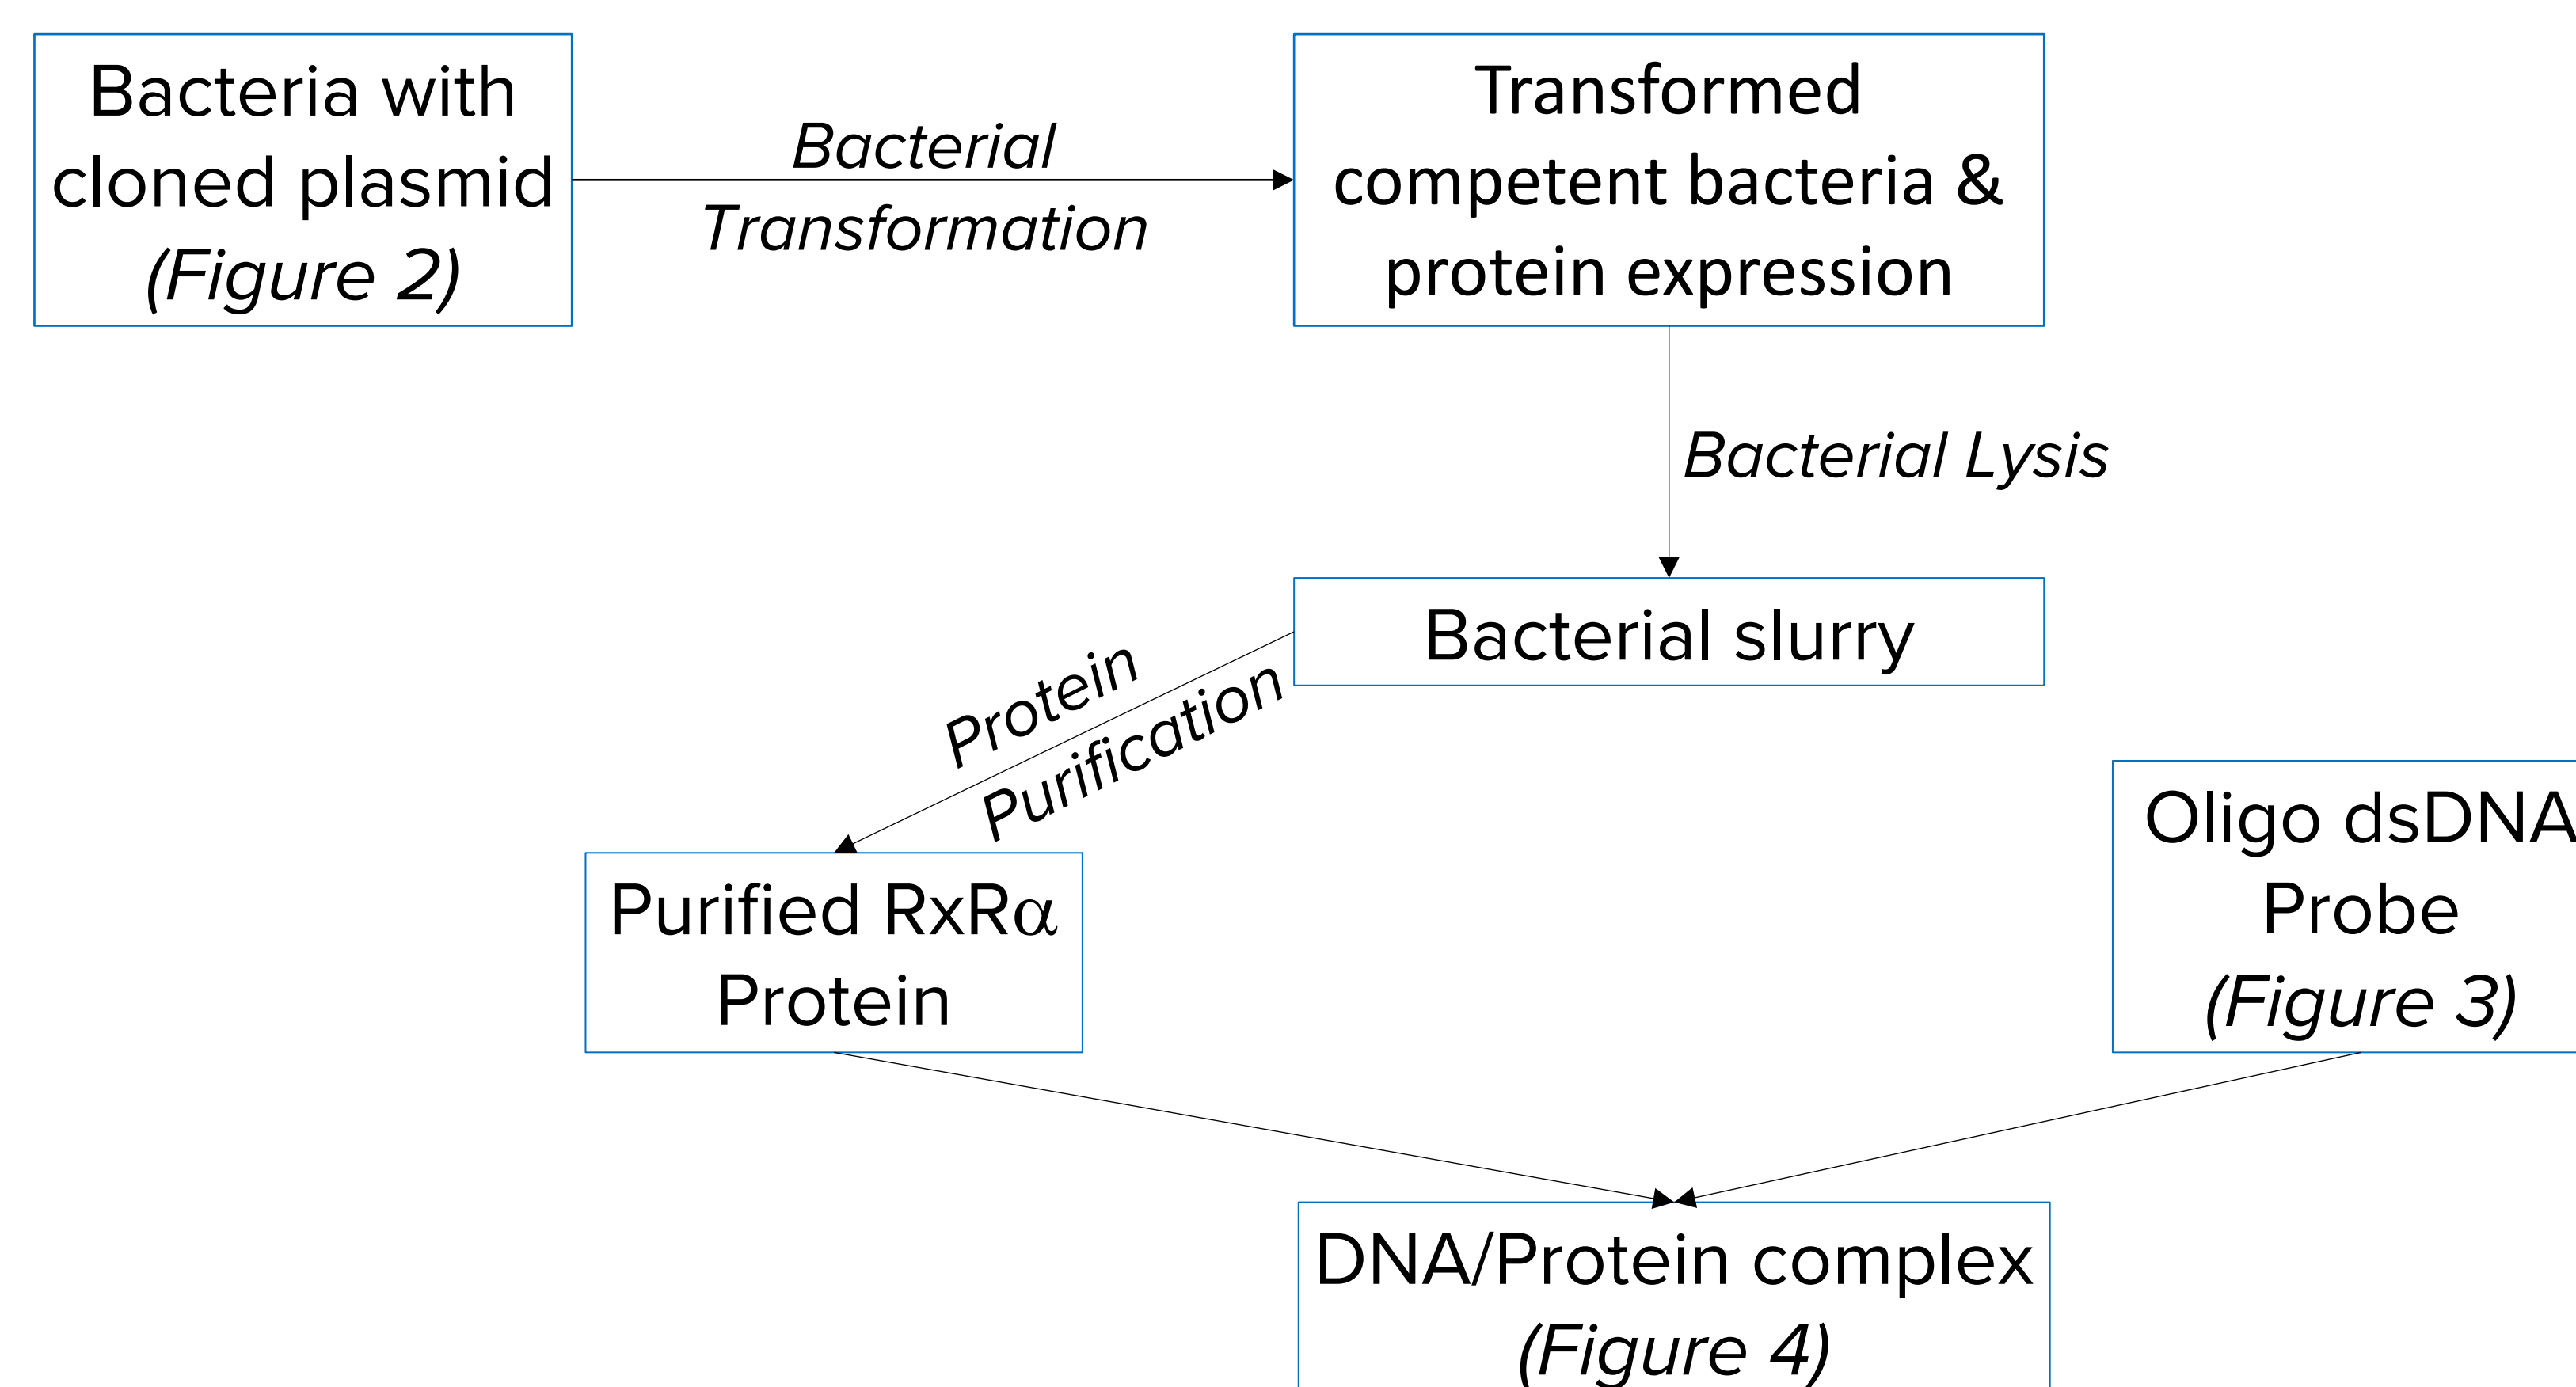 Bacteria with
cloned plasmid
(Figure 2)
Bacterial
Transformation
Transformed
competent bacteria &
protein expression
Bacterial Lysis
Bacterial slurry
Protein
Purification
Purified RxRα
Protein
Oligo dsDNA
Probe
(Figure 3)
DNA/Protein complex
(Figure 4)